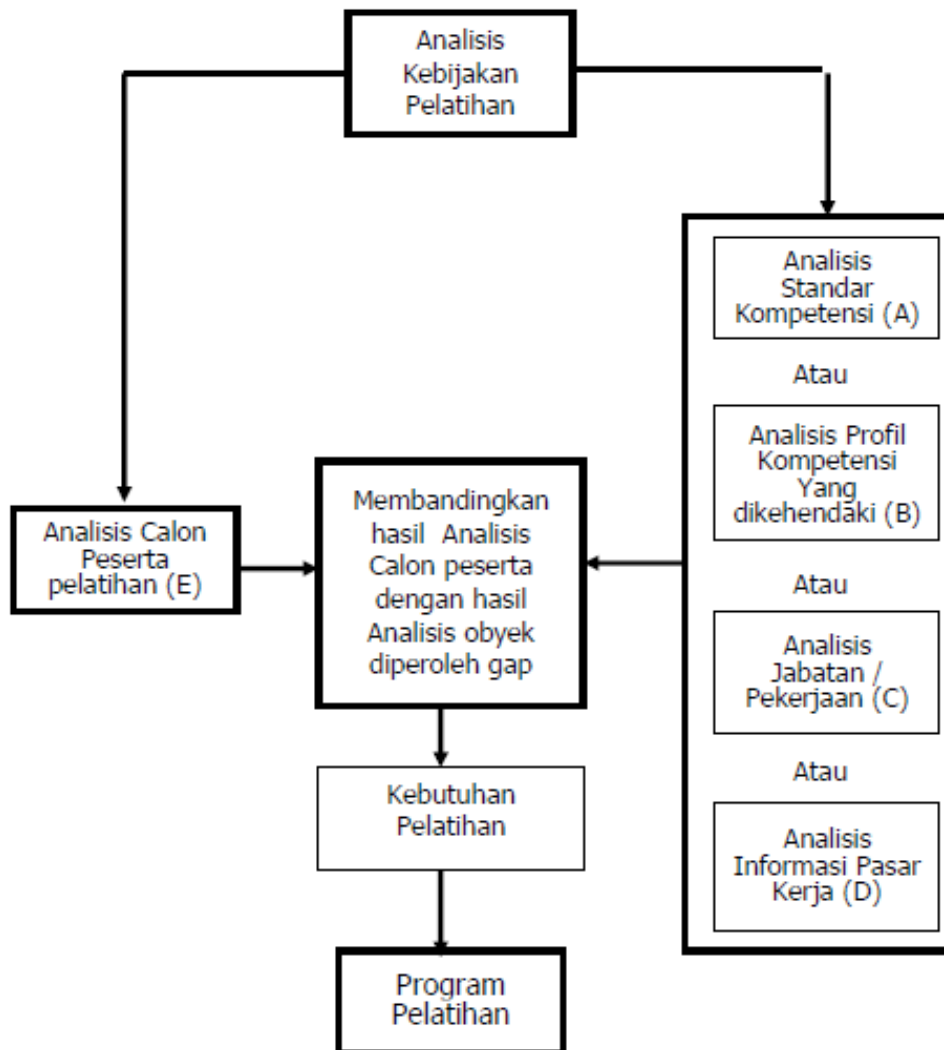 Analisis
Kebijakan
Pelatihan
Analisis
Standar
Kompetensi (A)
Atau
Analisis Profil
Kompetensi
Yang
dikehendaki (B)
Atau
Analisis
Jabatan /
Pekerjaan (C)
Atau
Analisis
Informasi Pasar
Kerja (D)
Analisis Calon
Peserta
pelatihan (E)
Membandingkan
hasil Analisis
Calon peserta
dengan hasil
Analisis obyek
diperoleh gap
Kebutuhan
Pelatihan
Program
Pelatihan